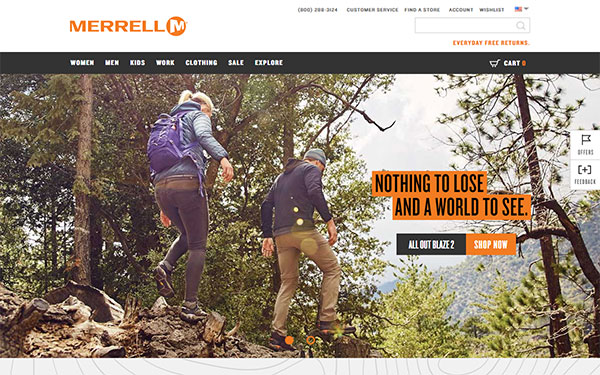 (800) 288-3124 CUSTOMER SERVICE FIND A STORE ACCOUNT WISHLIST
MERRELL M
EVERYDAY FREE RETURNS.
WOMEN MEN KIDS WORK CLOTHING SALE EXPLORE CART 0
OFFERS
[+]
FEEDBACK
NOTHING TO LOSE
AND A WORLD TO SEE.
ALL OUT BLAZE 2 SHOP NOW